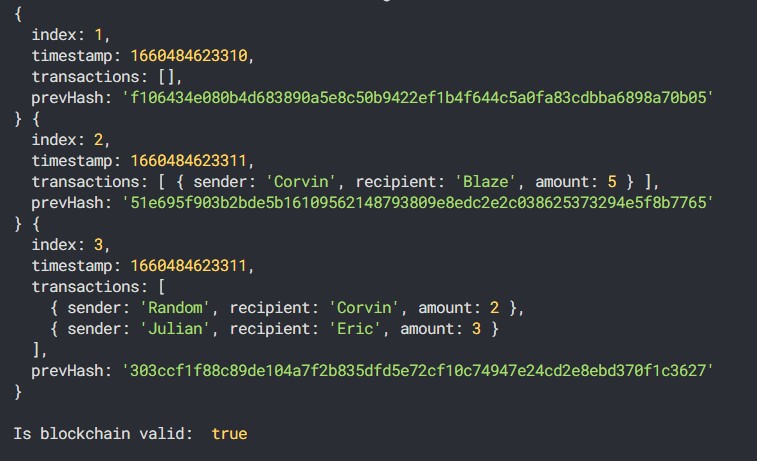 {
  index: 1,
  timestamp: 1660484623310,
  transactions: [],
  prevHash: 'f106434e080b4d683890a5e8c50b9422ef1b4f644c5a0fa83cdbba6898a70b05'
} {
  index: 2,
  timestamp: 1660484623311,
  transactions: [ { sender: 'Corvin', recipient: 'Blaze', amount: 5 } ],
  prevHash: '51e695f903b2bde5b16109562148793809e8edc2e2c038625373294e5f8b7765'
} {
  index: 3,
  timestamp: 1660484623311,
  transactions: [
    { sender: 'Random', recipient: 'Corvin', amount: 2 },
    { sender: 'Julian', recipient: 'Eric', amount: 3 }
  ],
  prevHash: '303ccf1f88c89de104a7f2b835dfd5e72cf10c74947e24cd2e8ebd370f1c3627'
}
Is blockchain valid:  true